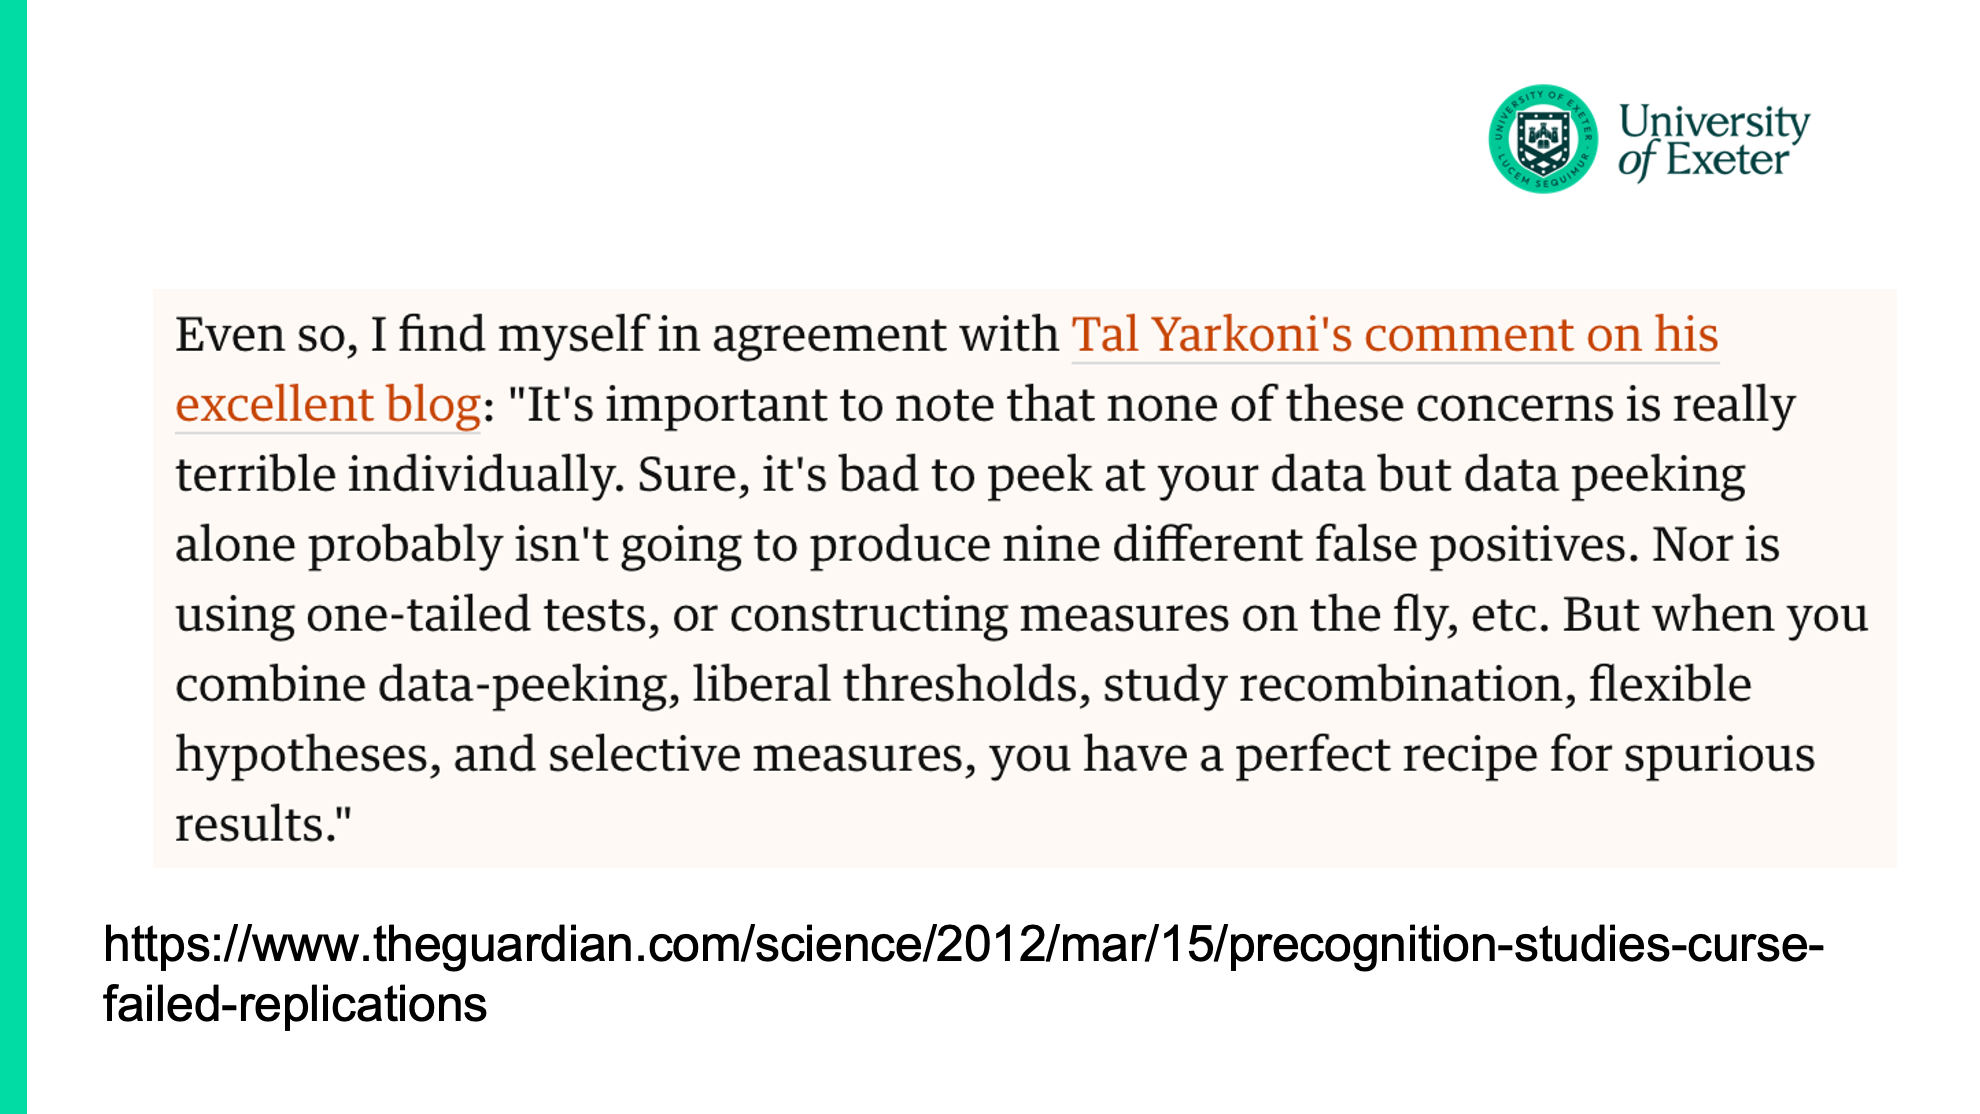 UNIVERSITY OF EXETER
LUCEM SEQUIMUR
University
of Exeter
Even so, I find myself in agreement with Tal Yarkoni's comment on his
excellent blog: "It's important to note that none of these concerns is really
terrible individually. Sure, it's bad to peek at your data but data peeking
alone probably isn't going to produce nine different false positives. Nor is
using one-tailed tests, or constructing measures on the fly, etc. But when you
combine data-peeking, liberal thresholds, study recombination, flexible
hypotheses, and selective measures, you have a perfect recipe for spurious
results."
https://www.theguardian.com/science/2012/mar/15/precognition-studies-curse-
failed-replications